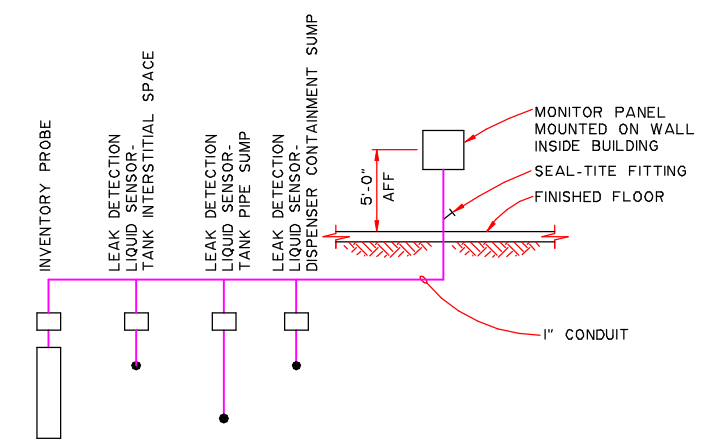 INVENTORY PROBE
LEAK DETECTION
LIQUID SENSOR-
TANK INTERSTITIAL SPACE
LEAK DETECTION
LIQUID SENSOR-
TANK PIPE SUMP
LEAK DETECTION
LIQUID SENSOR-
DISPENSER CONTAINMENT SUMP
5'-0"
AFF
MONITOR PANEL
MOUNTED ON WALL
INSIDE BUILDING
SEAL-TITE FITTING
FINISHED FLOOR
1" CONDUIT